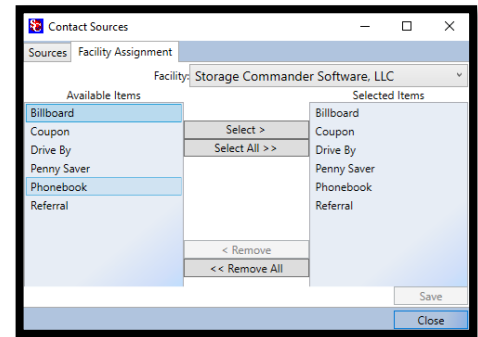 Contact Sources
Sources Facility Assignment
Facility: Storage Commander Software, LLC
Available Items Selected Items
Billboard Billboard
Coupon Select > Coupon
Drive By Select All >> Drive By
Penny Saver Penny Saver
Phonebook Phonebook
Referral Referral
< Remove
<< Remove All
Save
Close